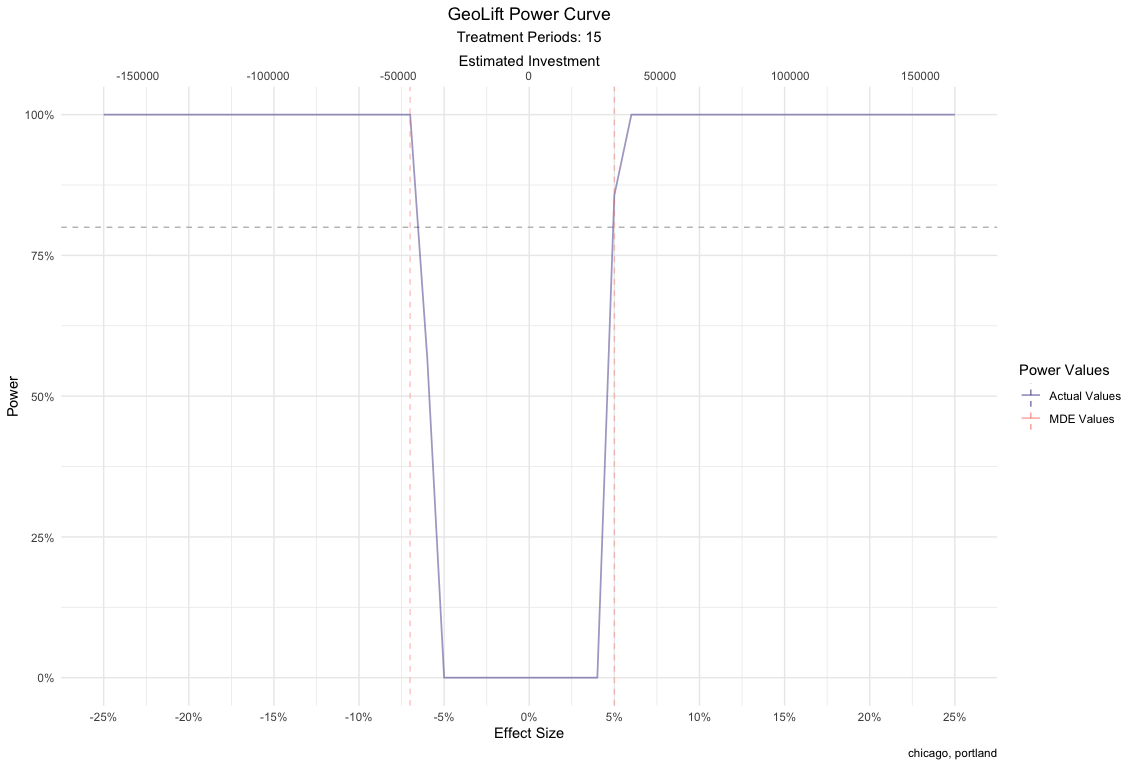 GeoLift Power Curve
Treatment Periods: 15
Estimated Investment
-150000 -100000 -50000 0 50000 100000 150000
100%
75%
50%
25%
0%
Power
-25% -20% -15% -10% -5% 0% 5% 10% 15% 20% 25%
Effect Size
Power Values
Actual Values
MDE Values
chicago, portland